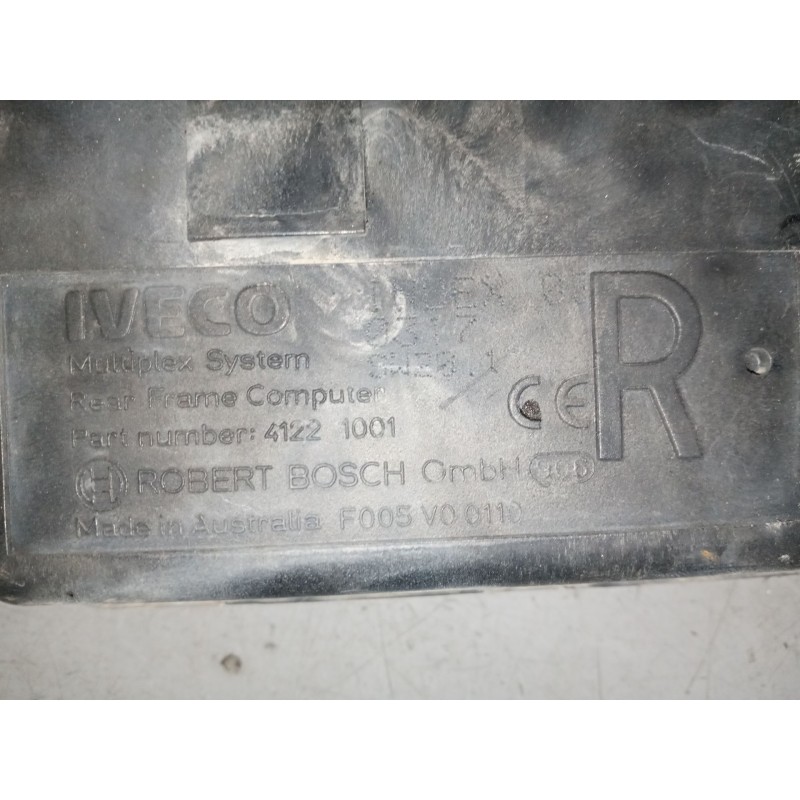 IVECO
Multiplex System
Rear Frame Computer
Part number: 4122 1001
ROBERT BOSCH GmbH
Made in Australia F005 V0 0110
CE
R